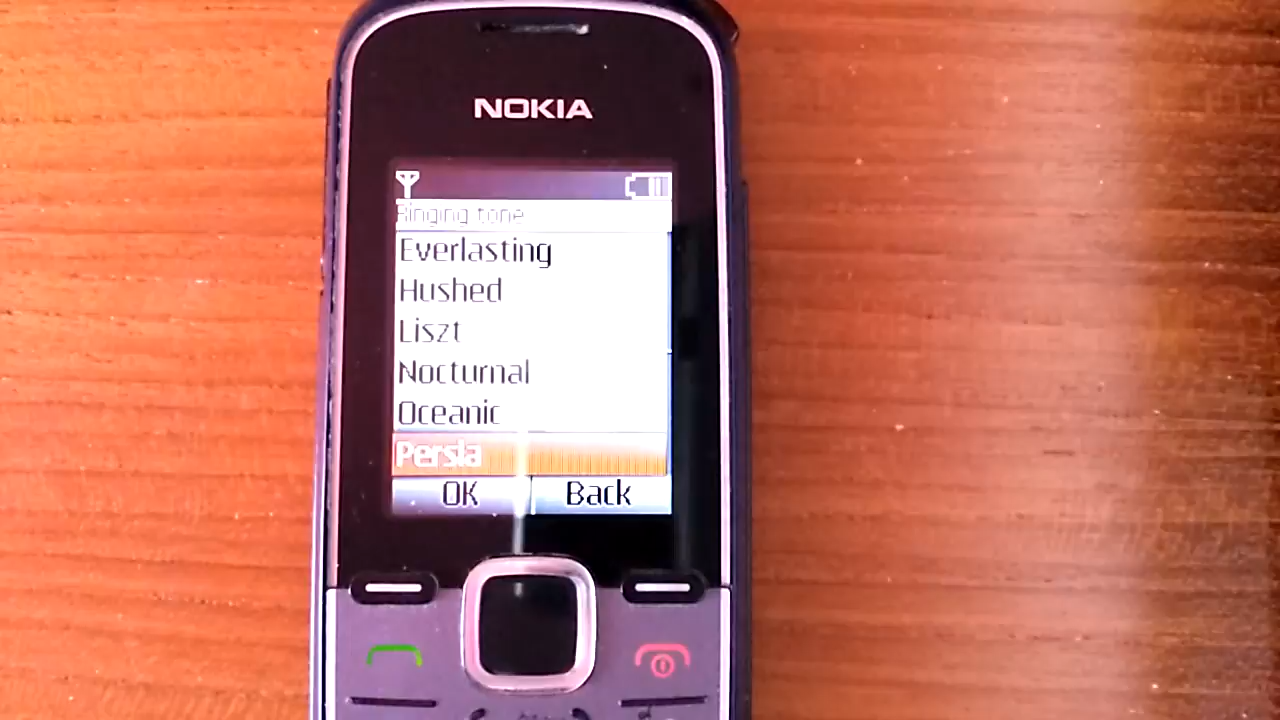 NOKIA
Ringing tone
Everlasting
Hushed
Liszt
Nocturnal
Oceanic
Persia
OK Back